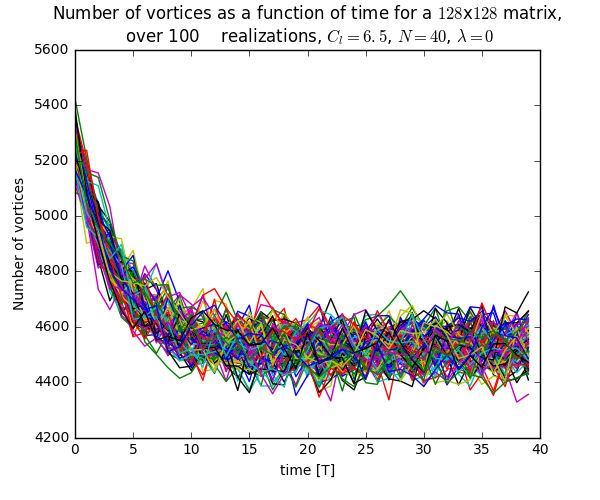 Number of vortices as a function of time for a 128x128 matrix,
over 100 realizations, C_l = 6.5, N = 40, λ = 0
5600
5400
5200
5000
4800
4600
4400
4200
Number of vortices
0 5 10 15 20 25 30 35 40
time [T]